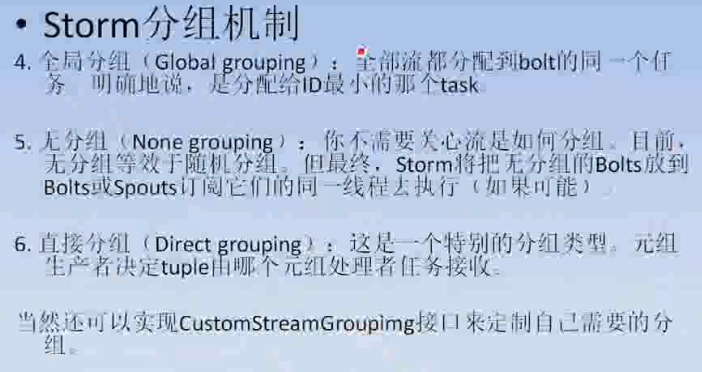 • Storm分组机制
4. 全局分组（Global grouping）：全部流都分配到bolt的同一个任
务。明确地说，是分配给ID最小的那个task
5. 无分组（None grouping）：你不需要关心流是如何分组。目前，
无分组等效于随机分组。但最终，Storm将把无分组的Bolts放到
Bolts或Spouts订阅它们的同一线程去执行（如果可能）
6. 直接分组（Direct grouping）：这是一个特别的分组类型。元组
生产者决定tuple由哪个元组处理者任务接收。
当然还可以实现CustomStreamGroupimg接口来定制自己需要的分
组。